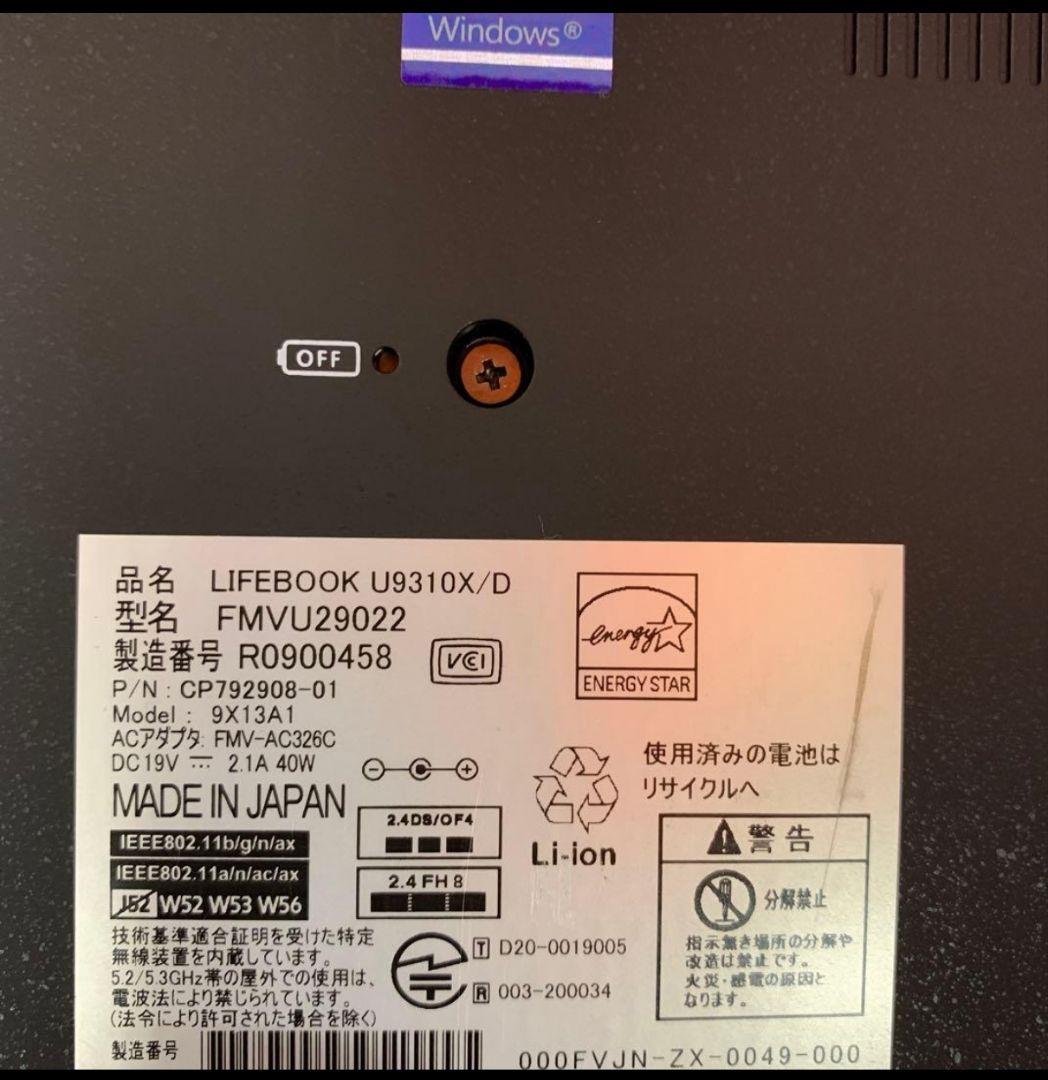 Windows®
OFF
品名 LIFEBOOK U9310X/D
型名 FMVU29022
製造番号 R0900458
VCI
P/N : CP792908-01
Model : 9X13A1
ACアダプタ: FMV-AC326C
DC19V 2.1A 40W
MADE IN JAPAN
energy
ENERGY STAR
使用済みの電池は
リサイクルへ
Li-ion
IEEE802.11b/g/n/ax
IEEE802.11a/n/ac/ax
J52 W52 W53 W56
2.4DS/OF4
2.4 FH 8
警告
分解禁止
指示無き場所の分解や
改造は禁止です。
火災・感電の原因と
なります。
技術基準適合証明を受けた特定
無線装置を内蔵しています。
5.2/5.3GHz帯の屋外での使用は、
電波法により禁じられています。
(法令により許可された場合を除く)
T D20-0019005
R 003-200034
製造番号
000FVJN-ZX-0049-000